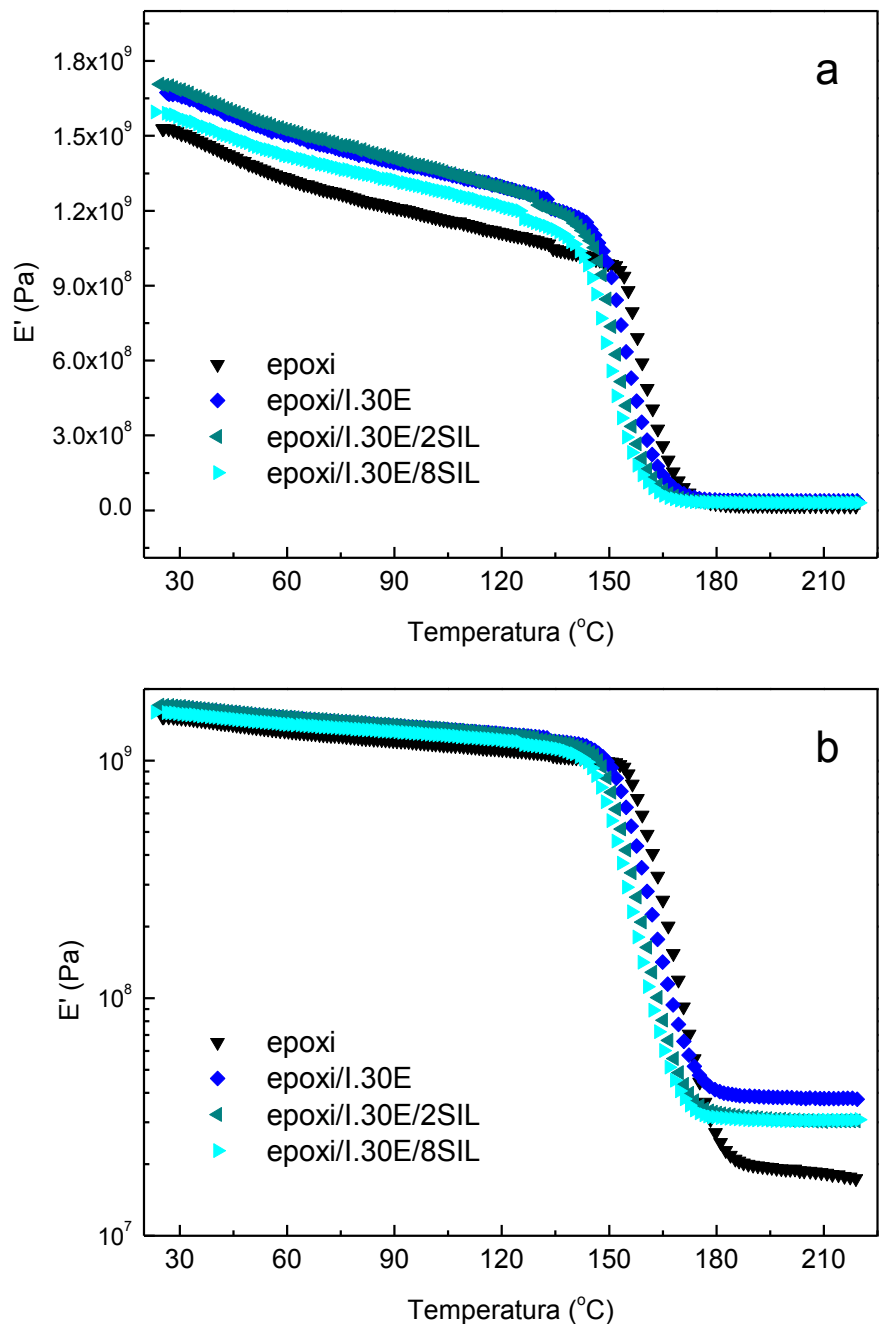 a
1.8x10⁹
1.5x10⁹
1.2x10⁹
9.0x10⁸
6.0x10⁸
3.0x10⁸
0.0
E' (Pa)
epoxi
epoxi/I.30E
epoxi/I.30E/2SIL
epoxi/I.30E/8SIL
30 60 90 120 150 180 210
Temperatura (°C)
b
10⁹
10⁸
10⁷
E' (Pa)
epoxi
epoxi/I.30E
epoxi/I.30E/2SIL
epoxi/I.30E/8SIL
30 60 90 120 150 180 210
Temperatura (°C)